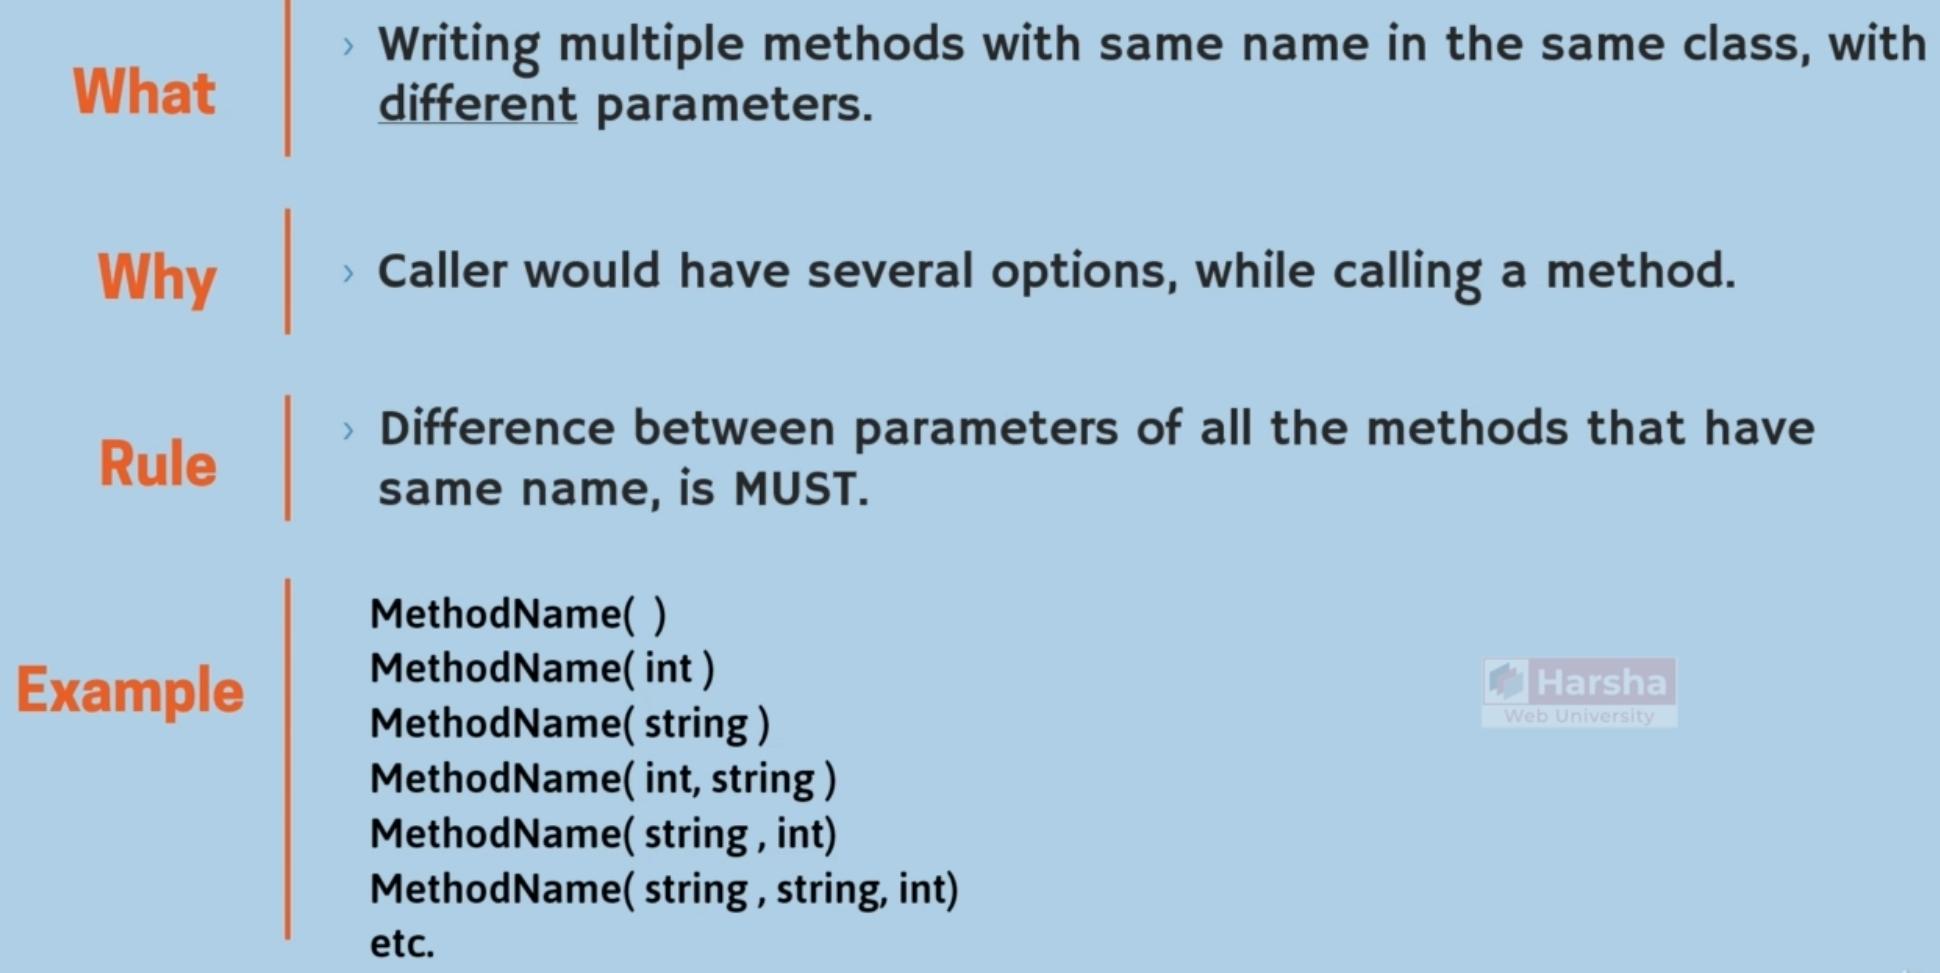 What
Writing multiple methods with same name in the same class, with
different parameters.
Why
Caller would have several options, while calling a method.
Rule
Difference between parameters of all the methods that have
same name, is MUST.
Example
MethodName( )
MethodName( int )
MethodName( string )
MethodName( int, string )
MethodName( string , int)
MethodName( string , string, int)
etc.
Harsha
Web University